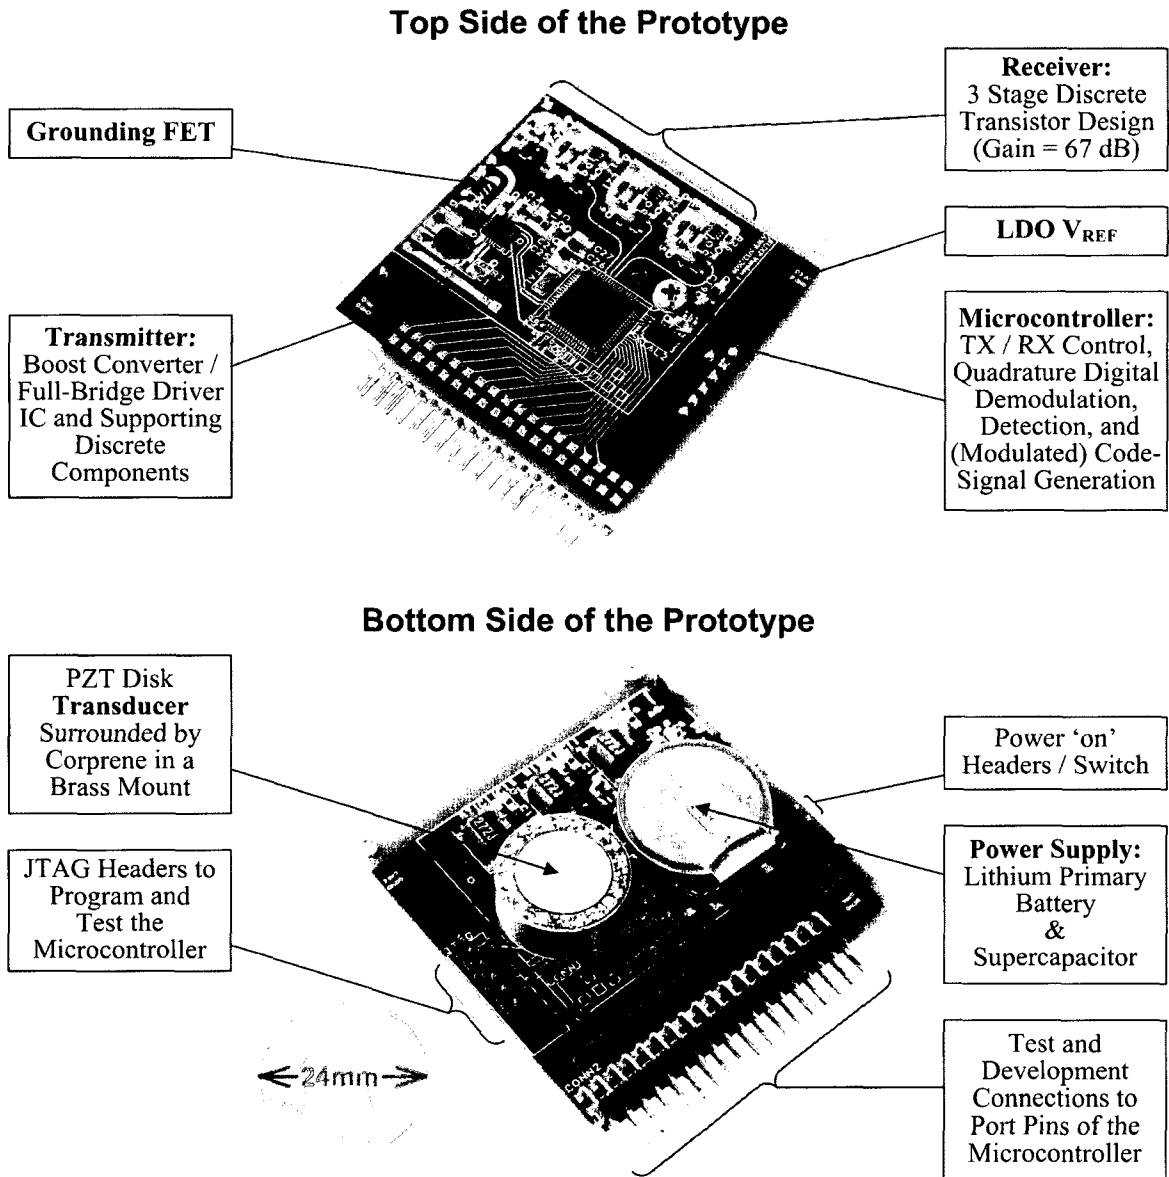 Top Side of the Prototype
Grounding FET
Receiver:
3 Stage Discrete
Transistor Design
(Gain = 67 dB)
LDO VREF
Transmitter:
Boost Converter /
Full-Bridge Driver
IC and Supporting
Discrete
Components
Microcontroller:
TX / RX Control,
Quadrature Digital
Demodulation,
Detection, and
(Modulated) Code-
Signal Generation
Bottom Side of the Prototype
PZT Disk
Transducer
Surrounded by
Corprene in a
Brass Mount
JTAG Headers to
Program and
Test the
Microcontroller
Power ‘on’
Headers / Switch
Power Supply:
Lithium Primary
Battery
&
Supercapacitor
24mm
CONN2
Test and
Development
Connections to
Port Pins of the
Microcontroller